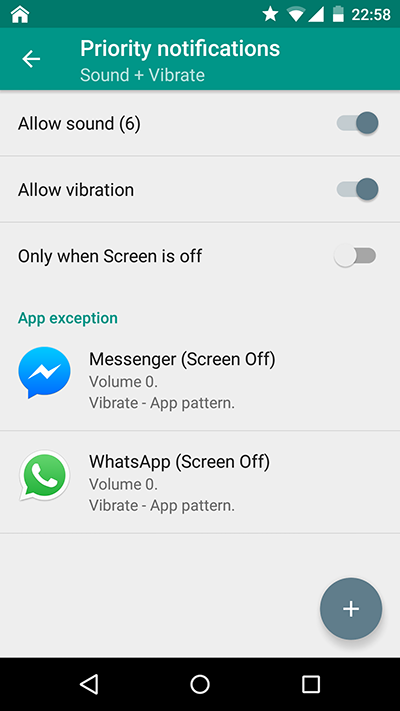 22:58
Priority notifications
Sound + Vibrate
Allow sound (6)
Allow vibration
Only when Screen is off
App exception
Messenger (Screen Off)
Volume 0.
Vibrate - App pattern.
WhatsApp (Screen Off)
Volume 0.
Vibrate - App pattern.